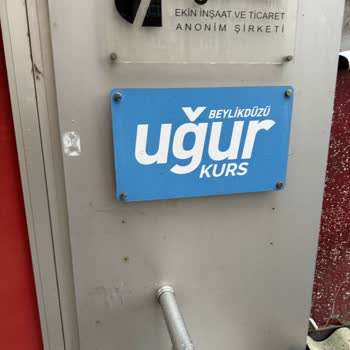 EKİN İNŞAAT VE TİCARET
ANONİM ŞİRKETİ
BEYLİKDÜZÜ
uğur
KURS